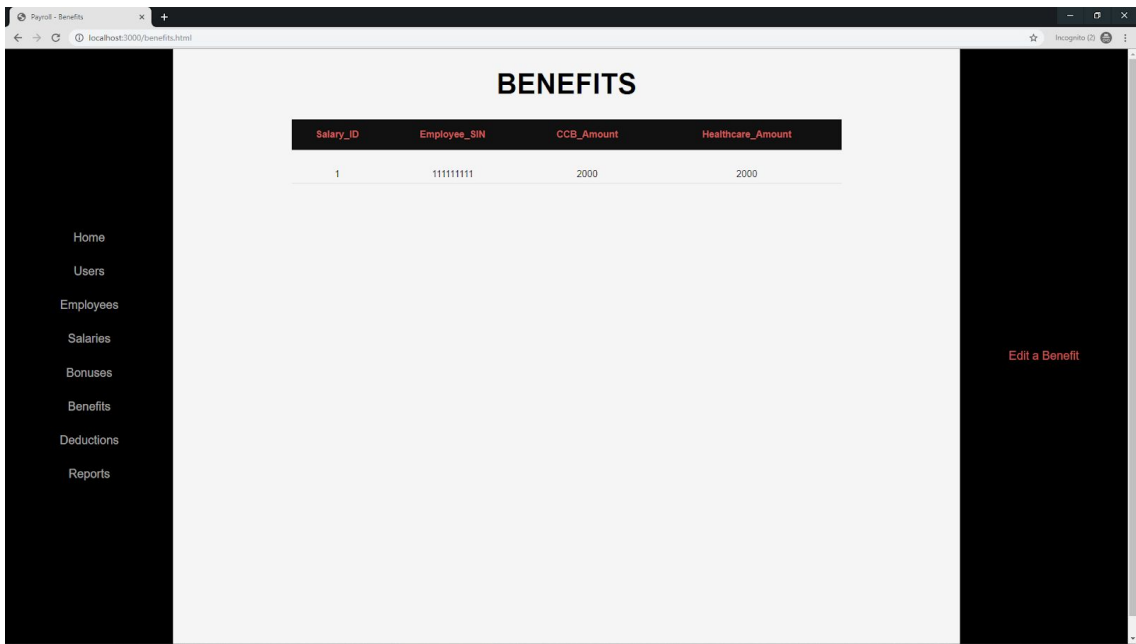 Payroll - Benefits
localhost:3000/benefits.html
Incognito (2)
BENEFITS
Salary_ID Employee_SIN CCB_Amount Healthcare_Amount
1 111111111 2000 2000
Home
Users
Employees
Salaries
Bonuses
Benefits
Deductions
Reports
Edit a Benefit